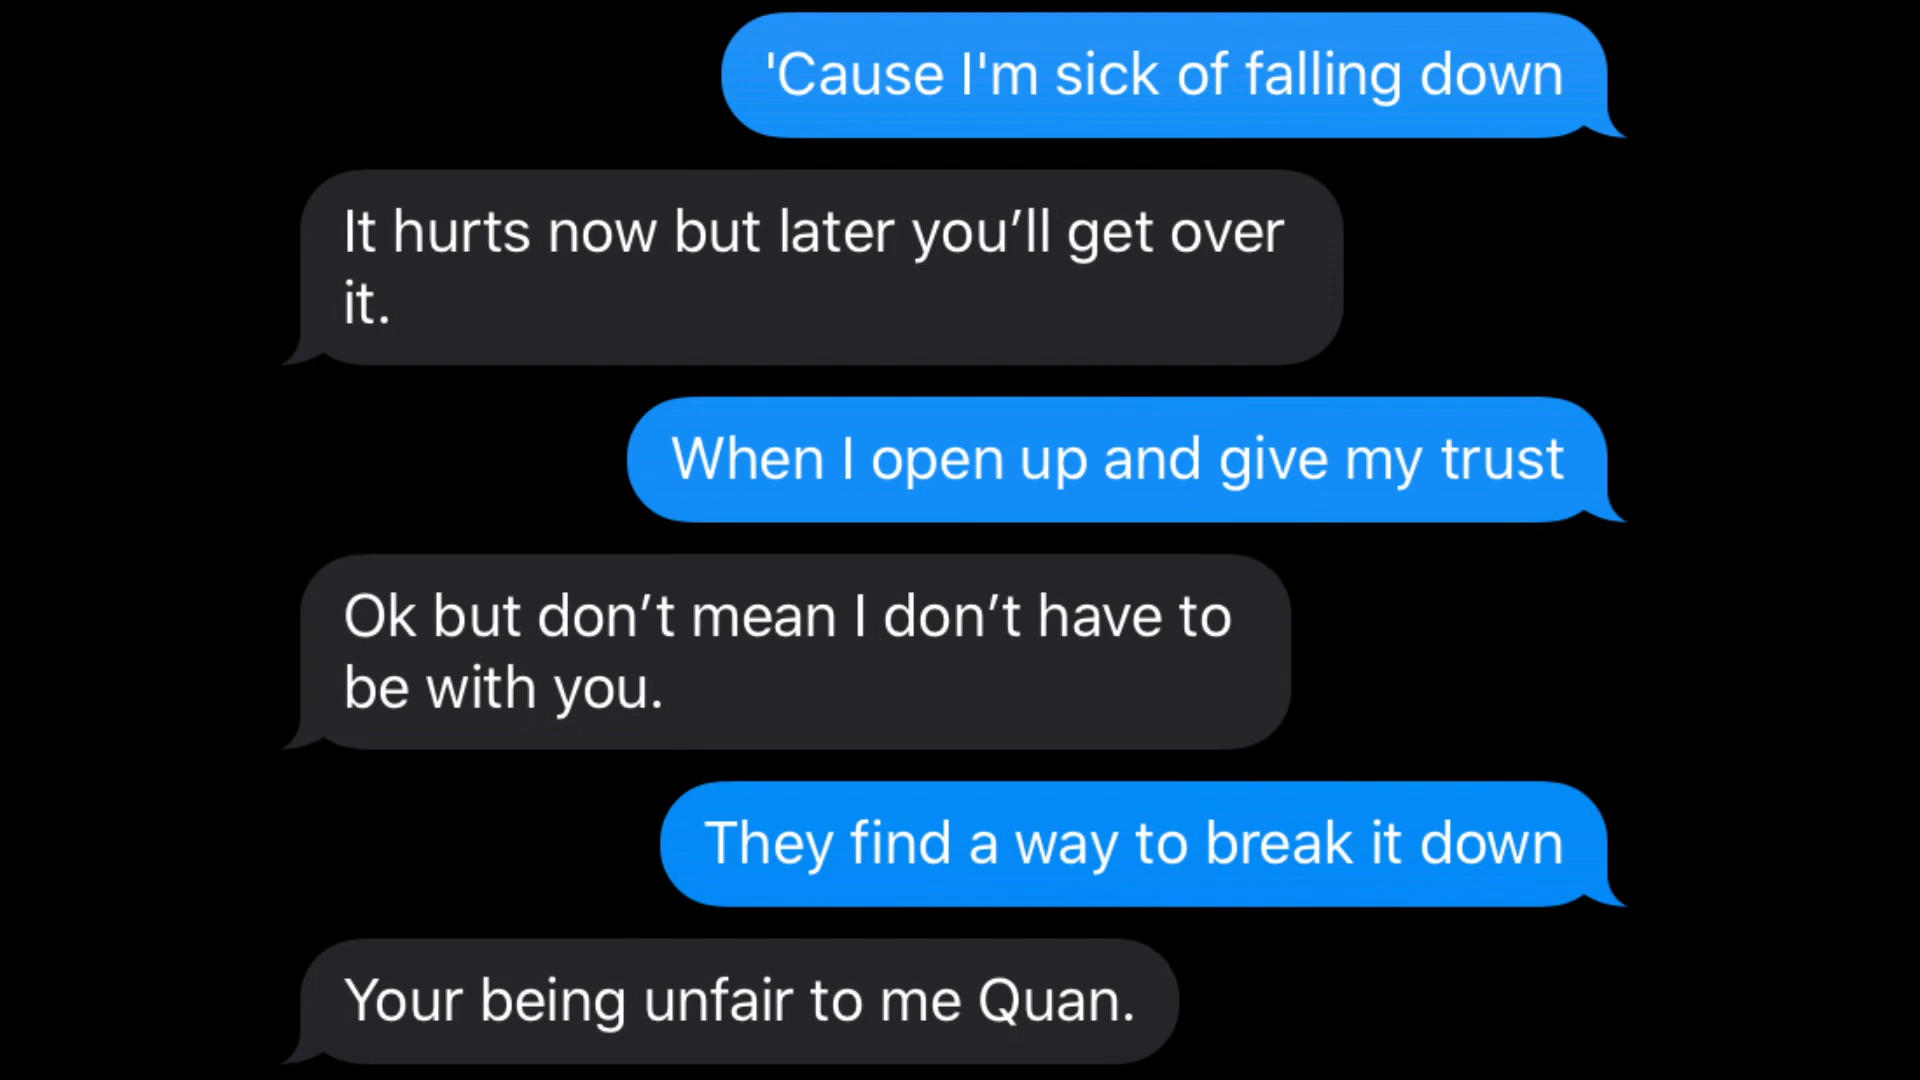 'Cause I'm sick of falling down
It hurts now but later you’ll get over
it.
When I open up and give my trust
Ok but don’t mean I don’t have to
be with you.
They find a way to break it down
Your being unfair to me Quan.